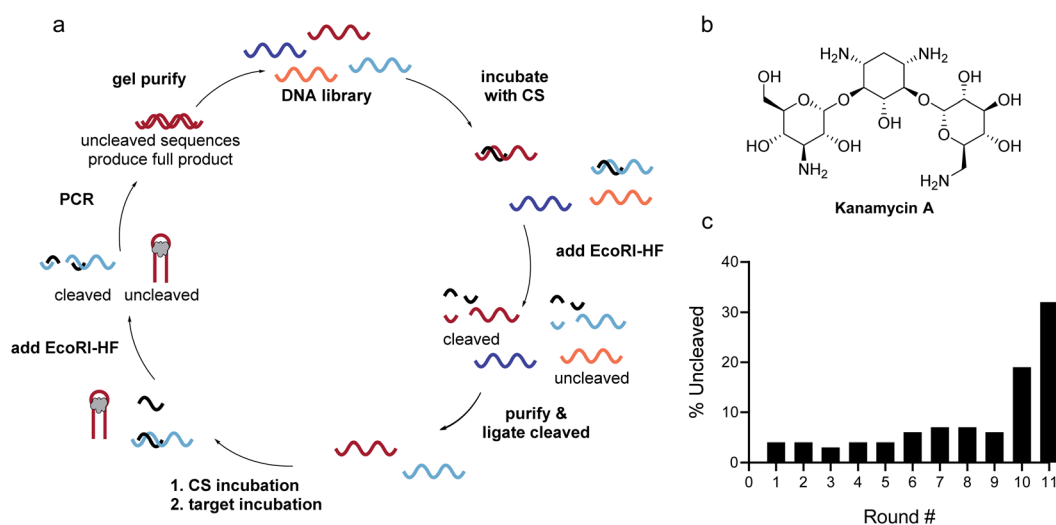 a
gel purify
DNA library
incubate
with CS
uncleaved sequences
produce full product
PCR
add EcoRI-HF
cleaved
uncleaved
cleaved
uncleaved
add EcoRI-HF
purify &
ligate cleaved
1. CS incubation
2. target incubation
b
NH₂
NH₂
OH
O
O
OH
OH
O
OH
O
OH
HO
HO
OH
NH₂
OH
H₂N
Kanamycin A
c
% Uncleaved
40
30
20
10
0
0 1 2 3 4 5 6 7 8 9 10 11
Round #